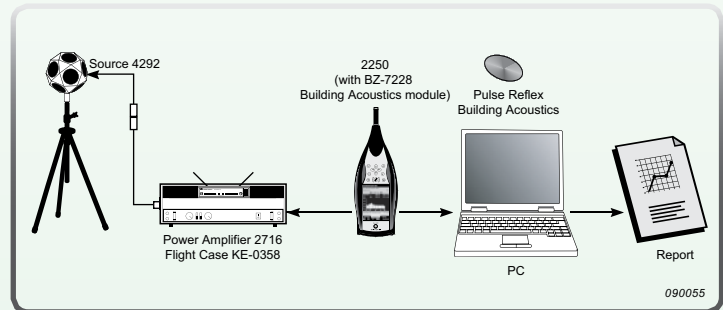 Source 4292
2250
(with BZ-7228
Building Acoustics module)
Pulse Reflex
Building Acoustics
Power Amplifier 2716
Flight Case KE-0358
PC
Report
090055